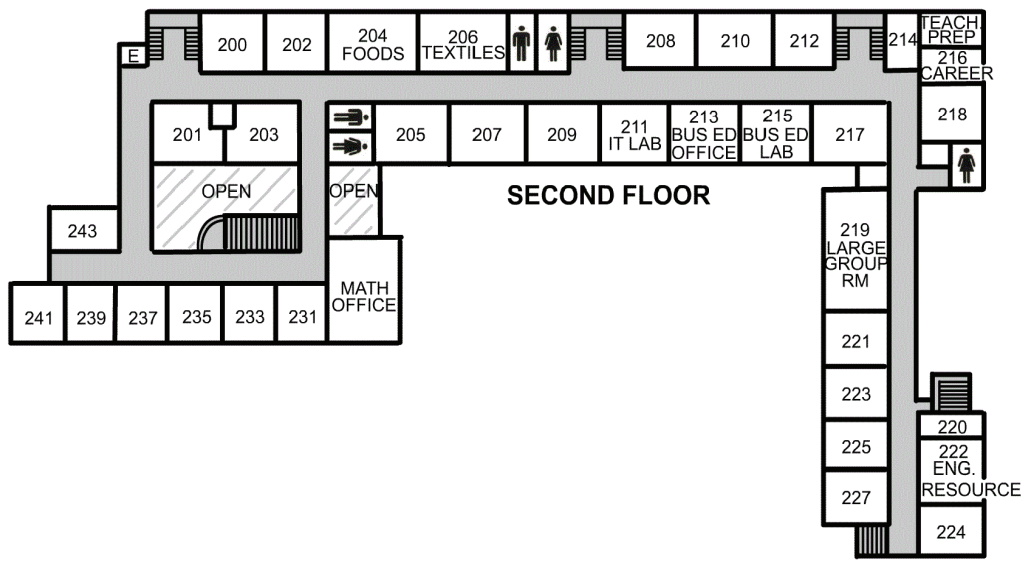 TEACH.
PREP
200
202
204
FOODS
206
TEXTILES
208
210
212
214
E
216
CAREER
218
201
203
205
207
209
211
IT LAB
213
BUS ED
OFFICE
215
BUS ED
LAB
217
OPEN
OPEN
SECOND FLOOR
243
219
LARGE
GROUP
RM
MATH
OFFICE
241
239
237
235
233
231
221
223
225
227
220
222
ENG.
RESOURCE
224